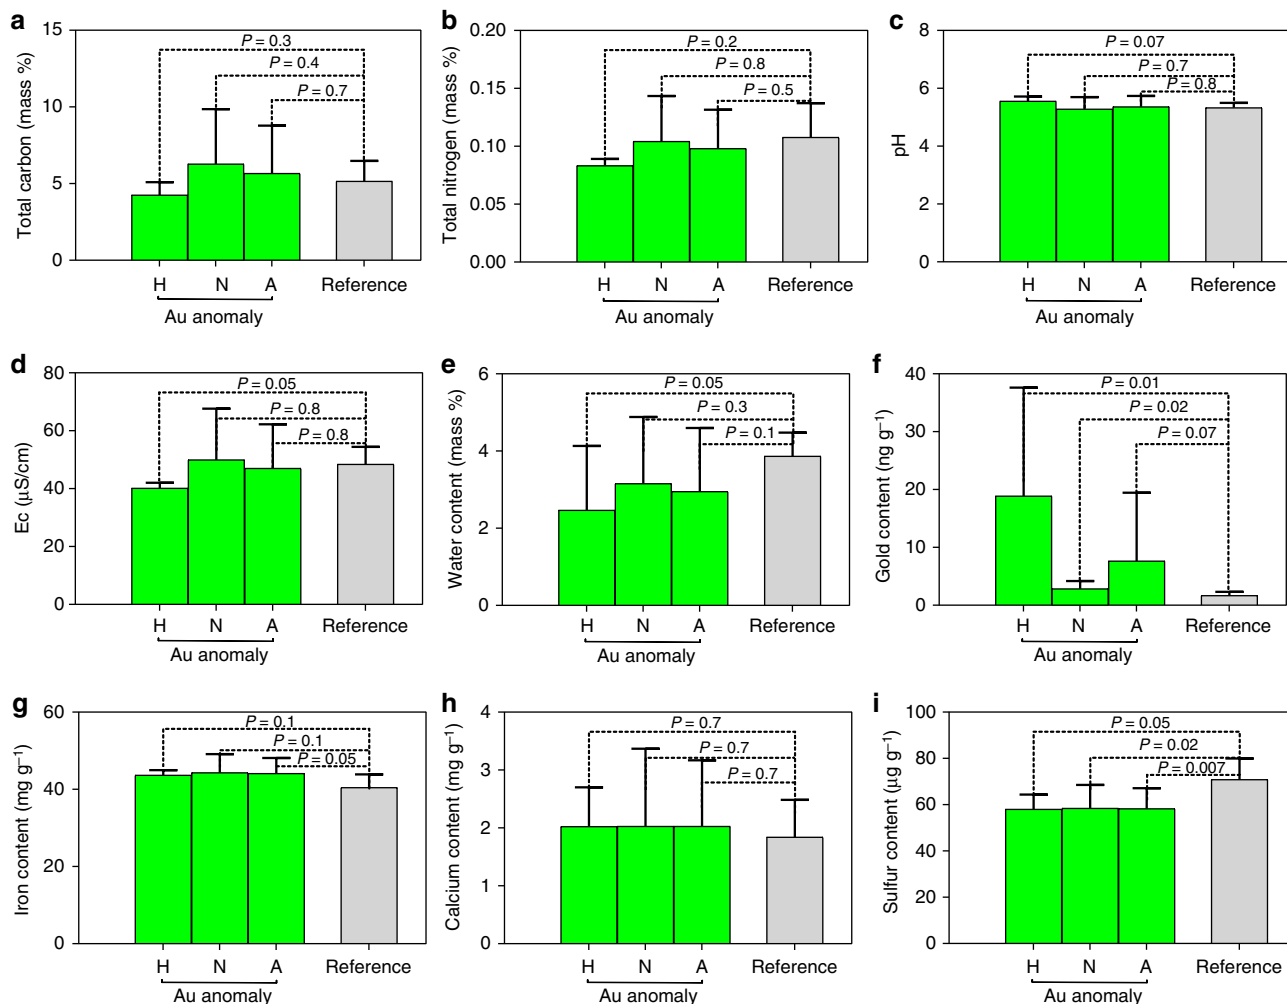 a
15
10
5
0
Total carbon (mass %)
P = 0.3
P = 0.4
P = 0.7
H N A Reference
Au anomaly
b
0.20
0.15
0.10
0.05
0.00
Total nitrogen (mass %)
P = 0.2
P = 0.8
P = 0.5
H N A Reference
Au anomaly
c
8
6
4
2
0
pH
P = 0.07
P = 0.7
P = 0.8
H N A Reference
Au anomaly
d
80
60
40
20
0
Ec (μS/cm)
P = 0.05
P = 0.8
P = 0.8
H N A Reference
Au anomaly
e
6
4
2
0
Water content (mass %)
P = 0.05
P = 0.3
P = 0.1
H N A Reference
Au anomaly
f
40
30
20
10
0
Gold content (ng g⁻¹)
P = 0.01
P = 0.02
P = 0.07
H N A Reference
Au anomaly
g
60
40
20
0
Iron content (mg g⁻¹)
P = 0.1
P = 0.1
P = 0.05
H N A Reference
Au anomaly
h
4
3
2
1
0
Calcium content (mg g⁻¹)
P = 0.7
P = 0.7
P = 0.7
H N A Reference
Au anomaly
i
100
80
60
40
20
0
Sulfur content (μg g⁻¹)
P = 0.05
P = 0.02
P = 0.007
H N A Reference
Au anomaly